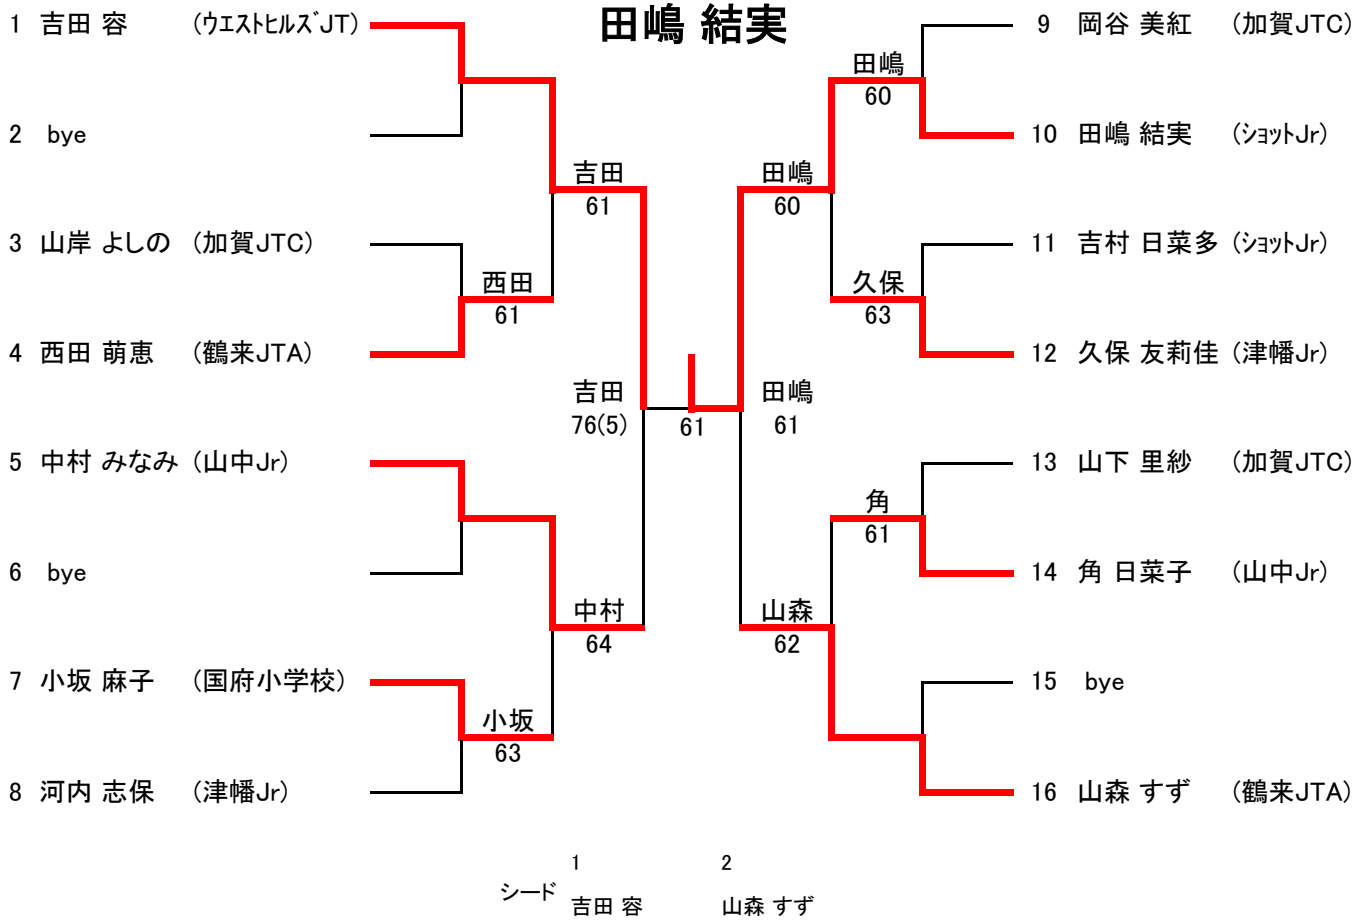 田嶋 結実
1 吉田 容 (ウエストヒルズJT)
2 bye
3 山岸 よしの (加賀JTC)
4 西田 萌恵 (鶴来JTA)
5 中村 みなみ (山中Jr)
6 bye
7 小坂 麻子 (国府小学校)
8 河内 志保 (津幡Jr)
西田
61
小坂
63
吉田
61
中村
64
吉田
76(5)
61
田嶋
61
田嶋
60
山森
62
田嶋
60
久保
63
角
61
9 岡谷 美紅 (加賀JTC)
10 田嶋 結実 (ショットJr)
11 吉村 日菜多 (ショットJr)
12 久保 友莉佳 (津幡Jr)
13 山下 里紗 (加賀JTC)
14 角 日菜子 (山中Jr)
15 bye
16 山森 すず (鶴来JTA)
シード
1 2
吉田 容 山森 すず